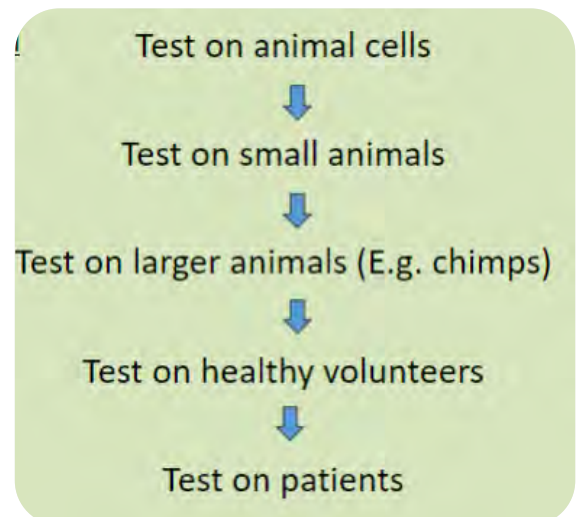 Test on animal cells
Test on small animals
Test on larger animals (E.g. chimps)
Test on healthy volunteers
Test on patients